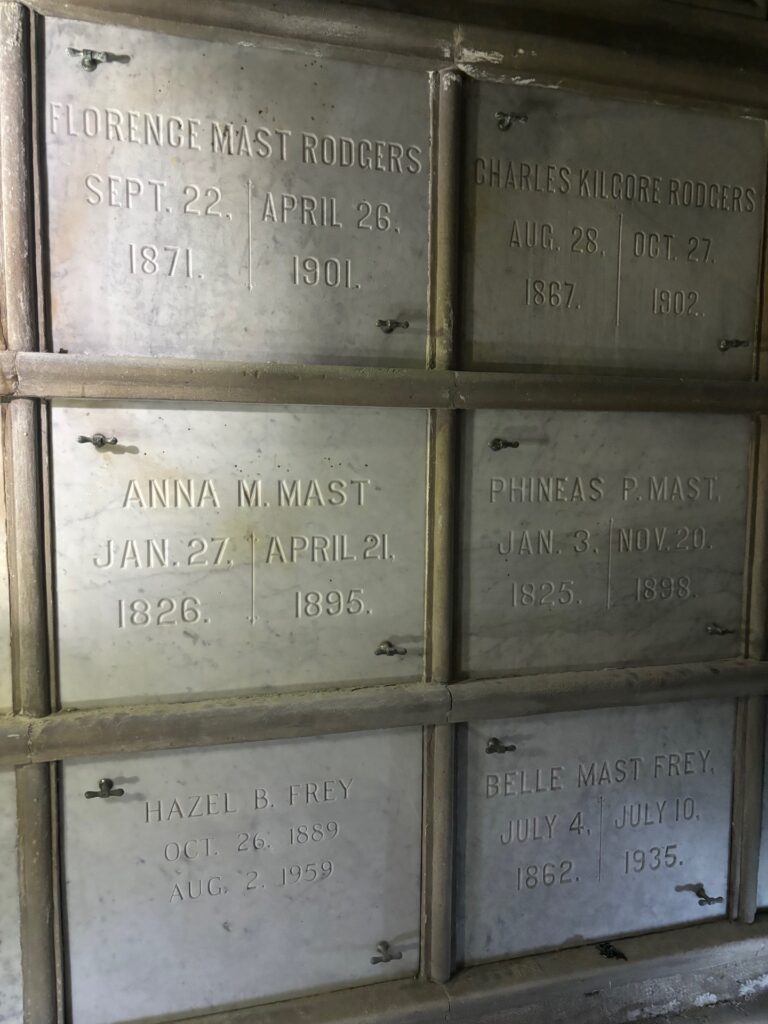 FLORENCE MAST RODGERS
SEPT. 22, APRIL 26,
1871. 1901.
CHARLES KILGORE RODGERS
AUG. 28, OCT. 27,
1867. 1902.
ANNA M. MAST
JAN. 27, APRIL 21,
1826. 1895.
PHINEAS P. MAST,
JAN. 3, NOV. 20,
1825. 1898.
HAZEL B. FREY
OCT. 26, 1889
AUG. 2, 1959
BELLE MAST FREY,
JULY 4, JULY 10,
1862. 1935.